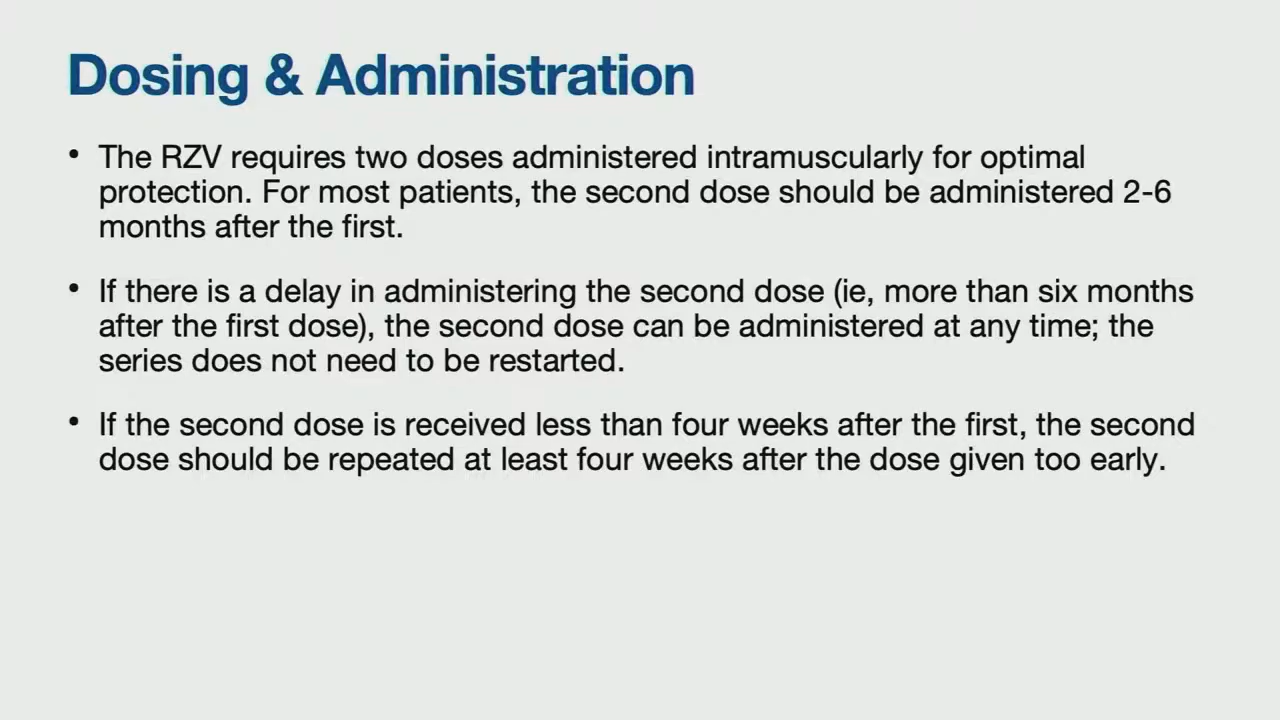 Dosing & Administration
• The RZV requires two doses administered intramuscularly for optimal
protection. For most patients, the second dose should be administered 2-6
months after the first.
• If there is a delay in administering the second dose (ie, more than six months
after the first dose), the second dose can be administered at any time; the
series does not need to be restarted.
• If the second dose is received less than four weeks after the first, the second
dose should be repeated at least four weeks after the dose given too early.